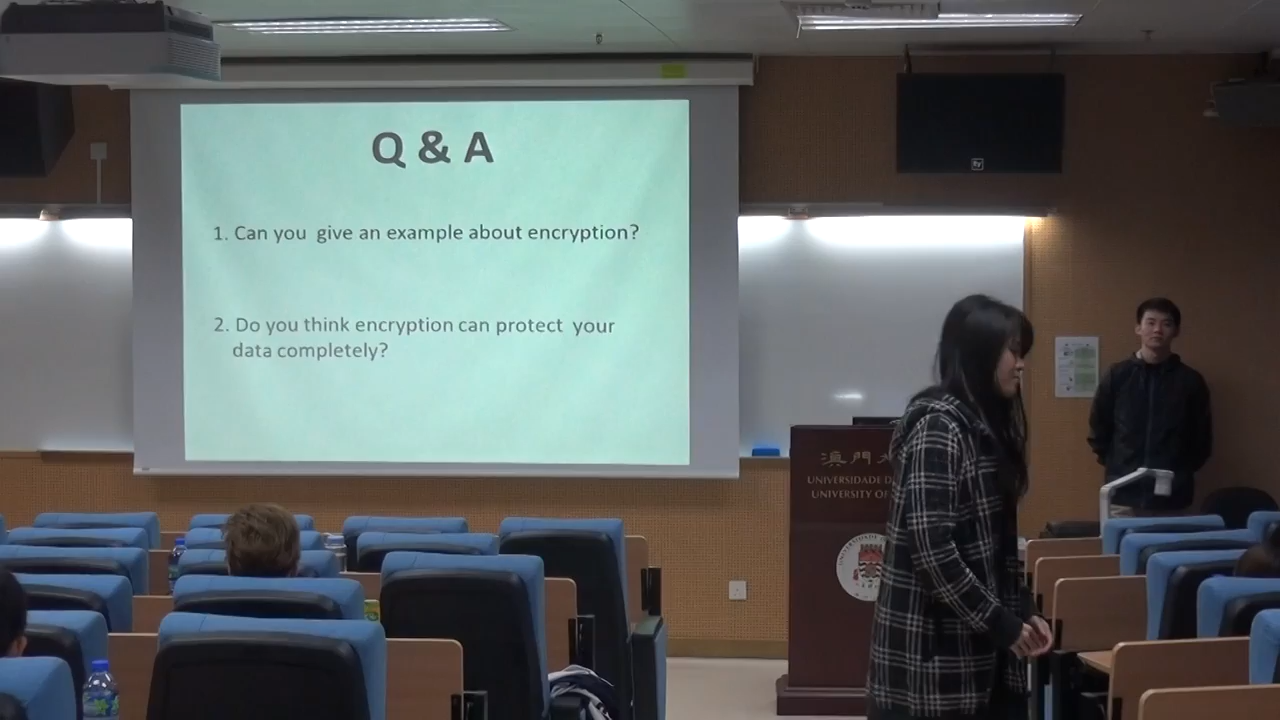 Q & A
1. Can you give an example about encryption?
2. Do you think encryption can protect your
data completely?
澳門
UNIVERSIDADE
UNIVERSITY OF